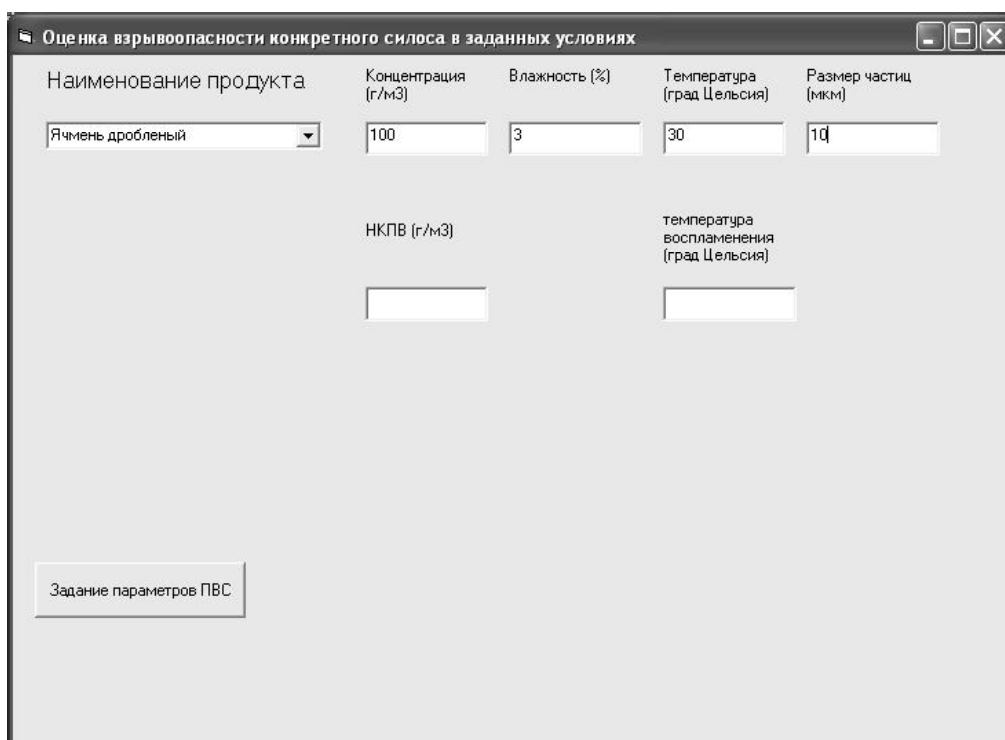 Оценка взрывоопасности конкретного силоса в заданных условиях
Наименование продукта
Концентрация
(г/м3)
Влажность (%)
Температура
(град Цельсия)
Размер частиц
(мкм)
Ячмень дробленый
100
3
30
10
НКПВ (г/м3)
температура
воспламенения
(град Цельсия)
Задание параметров ПВС